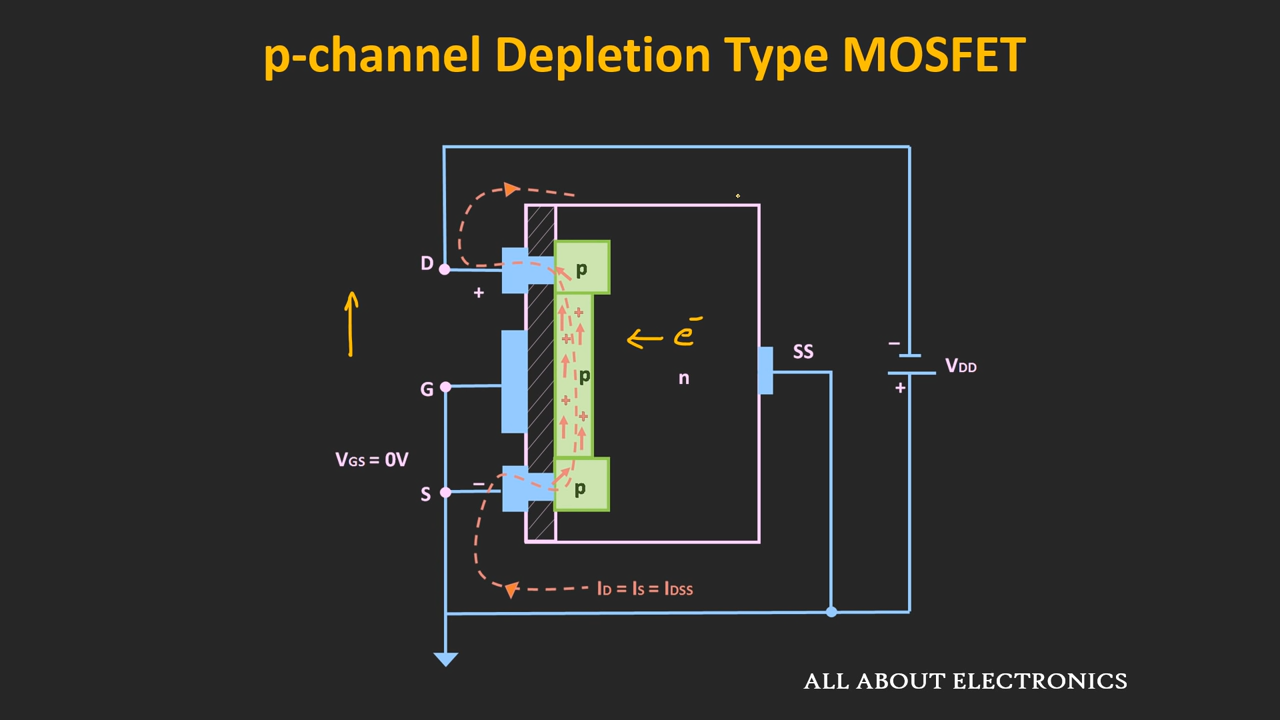 p-channel Depletion Type MOSFET
D
+
p
+
+
← e⁻
p
n
SS
−
VDD
+
G
+
+
VGS = 0V
−
S
p
ID = IS = IDSS
ALL ABOUT ELECTRONICS